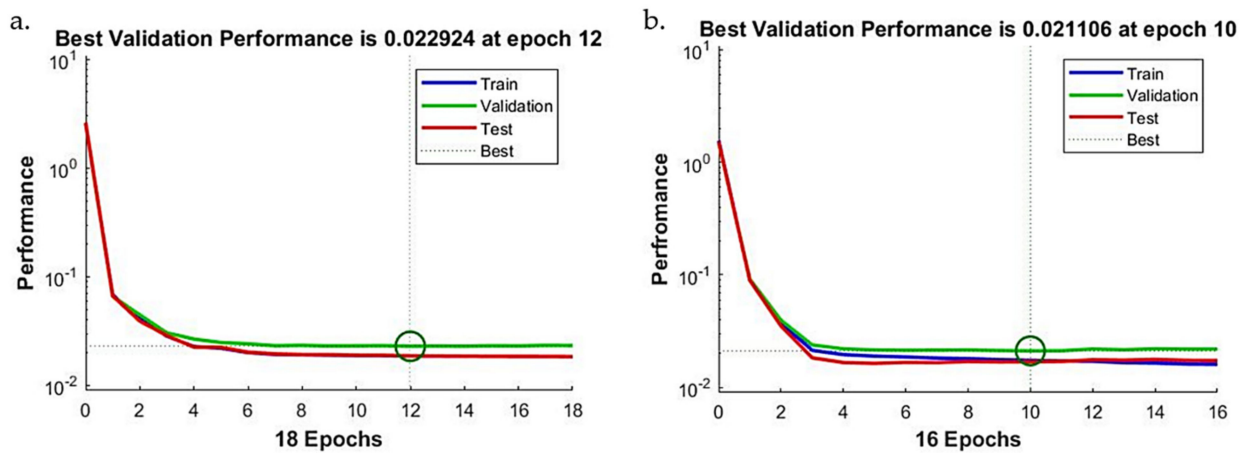 a.
Best Validation Performance is 0.022924 at epoch 12
Performance
10^1
10^0
10^-1
10^-2
Train
Validation
Test
Best
0 2 4 6 8 10 12 14 16 18
18 Epochs
b.
Best Validation Performance is 0.021106 at epoch 10
Perfromance
10^1
10^0
10^-1
10^-2
Train
Validation
Test
Best
0 2 4 6 8 10 12 14 16
16 Epochs